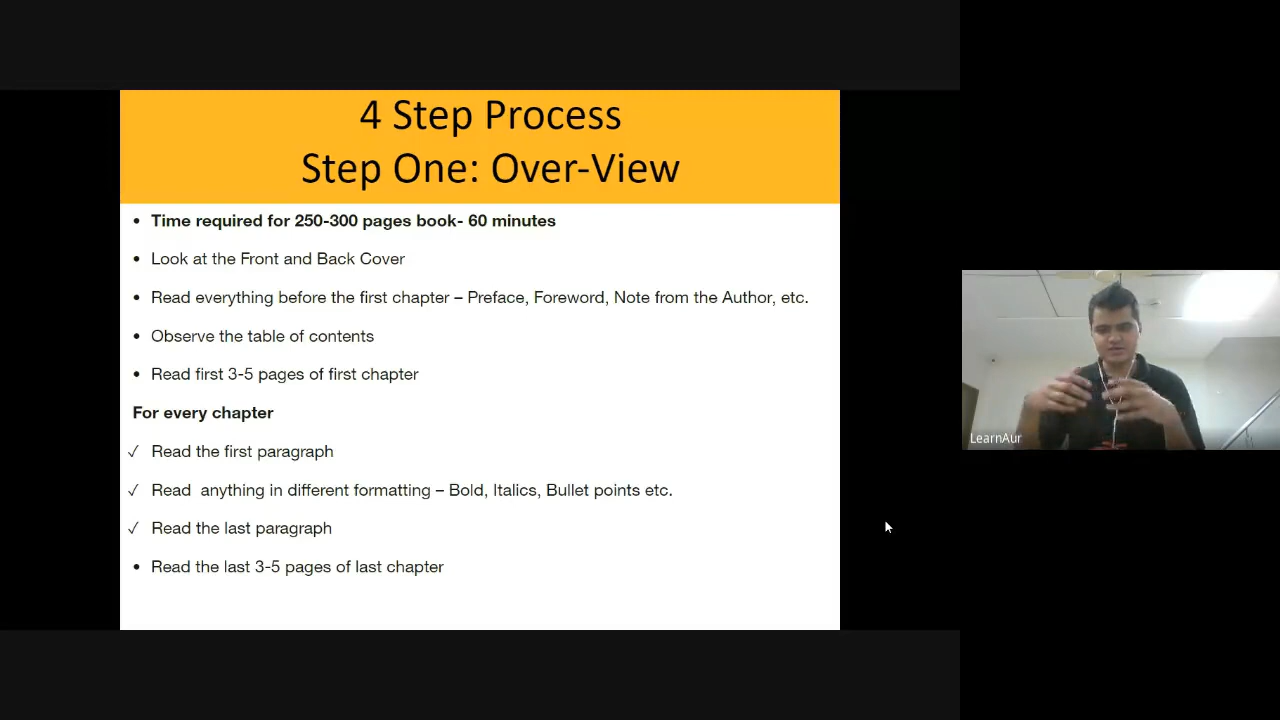 4 Step Process
Step One: Over-View
• Time required for 250-300 pages book- 60 minutes
• Look at the Front and Back Cover
• Read everything before the first chapter – Preface, Foreword, Note from the Author, etc.
• Observe the table of contents
• Read first 3-5 pages of first chapter
For every chapter
✓ Read the first paragraph
✓ Read  anything in different formatting – Bold, Italics, Bullet points etc.
✓ Read the last paragraph
• Read the last 3-5 pages of last chapter
LearnAur